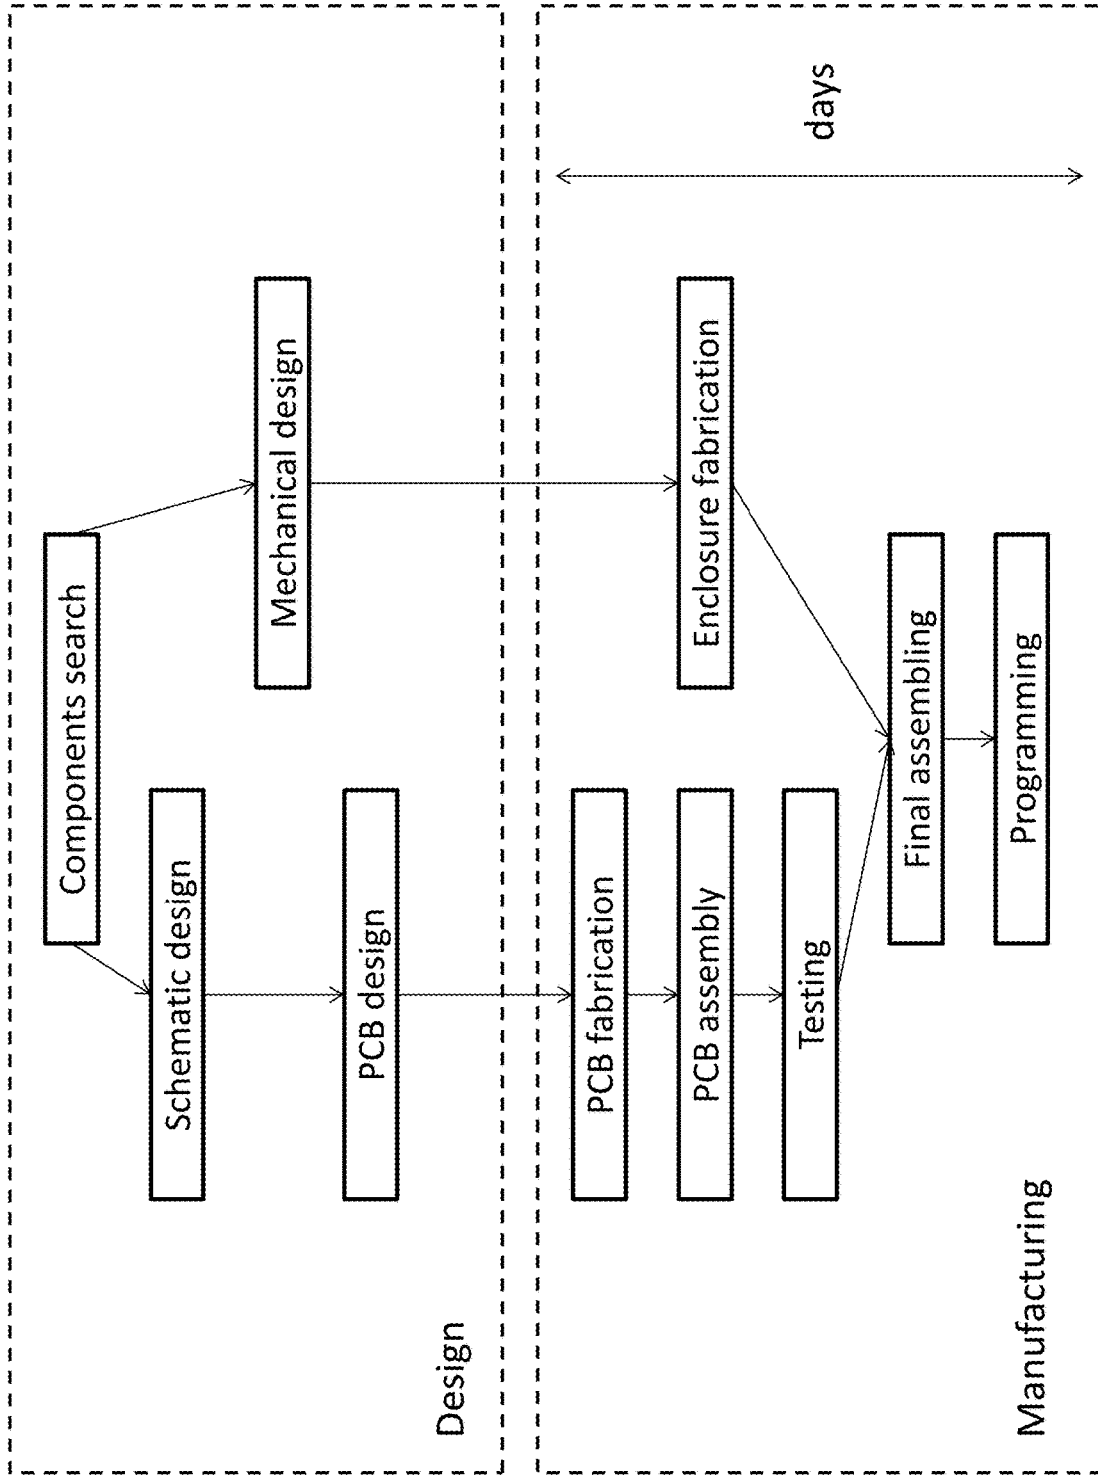 Components search
Schematic design
Mechanical design
PCB design
Design
PCB fabrication
PCB assembly
Enclosure fabrication
Testing
Final assembling
Programming
Manufacturing
days